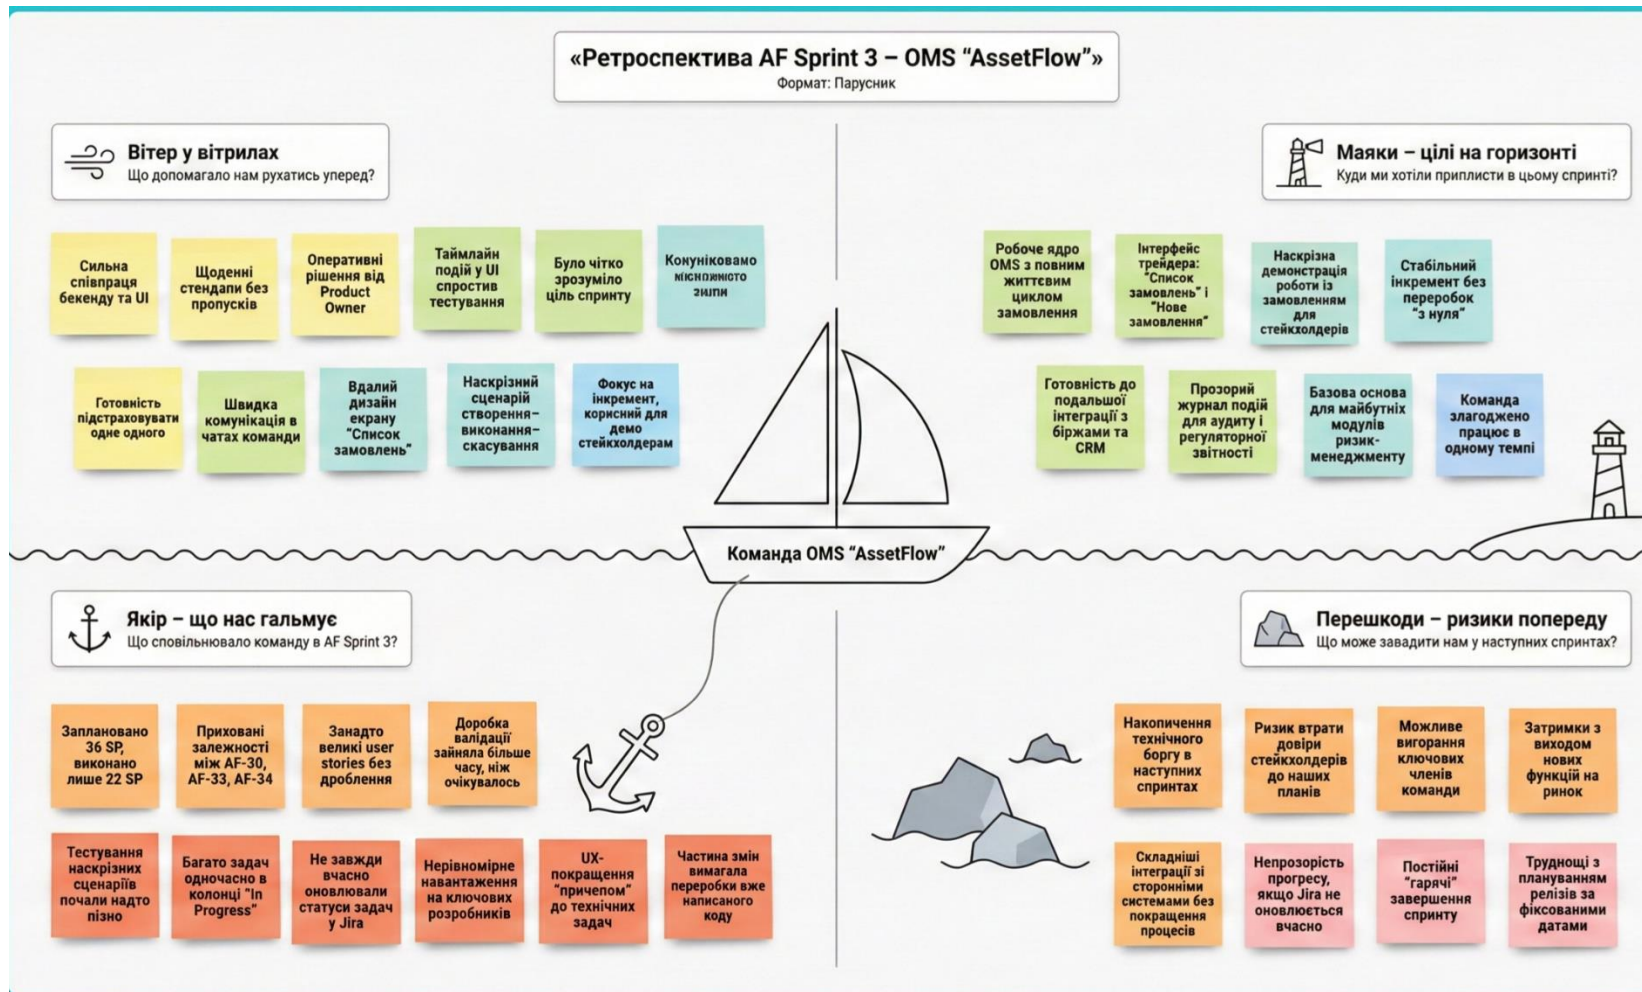 «Ретроспектива AF Sprint 3 – OMS “AssetFlow”»
Формат: Парусник
Вітер у вітрилах
Що допомагало нам рухатись уперед?
Сильна
співпраця
бекенду та UI
Щоденні
стендапи без
пропусків
Оперативні
рішення від
Product
Owner
Таймлайн
подій у UI
спростив
тестування
Було чітко
зрозуміло
ціль спринту
Готовність
підстраховувати
одне одного
Швидка
комунікація в
чатах команди
Вдалий
дизайн
екрану
“Список
замовлень”
Наскрізний
сценарій
створення–
виконання–
скасування
Фокус на
інкремент,
корисний для
демо
стейкхолдерам
Маяки – цілі на горизонті
Куди ми хотіли приплисти в цьому спринті?
Робоче ядро
OMS з повним
життєвим
циклом
замовлення
Інтерфейс
трейдера:
“Список
замовлень” і
“Нове
замовлення”
Наскрізна
демонстрація
роботи із
замовленням
для
стейкхолдерів
Стабільний
інкремент без
переробок
“з нуля”
Готовність до
подальшої
інтеграції з
біржами та
CRM
Прозорий
журнал подій
для аудиту і
регуляторної
звітності
Базова основа
для майбутніх
модулів
ризик-
менеджменту
Команда
злагоджено
працює в
одному темпі
Команда OMS “AssetFlow”
Якір – що нас гальмує
Що сповільнювало команду в AF Sprint 3?
Заплановано
36 SP,
виконано
лише 22 SP
Приховані
залежності
між AF-30,
AF-33, AF-34
Занадто
великі user
stories без
дроблення
Доробка
валідації
зайняла більше
часу, ніж
очікувалось
Тестування
наскрізних
сценаріїв
почали надто
пізно
Багато задач
одночасно в
колонці “In
Progress”
Не завжди
вчасно
оновлювали
статуси задач
у Jira
Нерівномірне
навантаження
на ключових
розробників
UX-
покращення
“причепом”
до технічних
задач
Частина змін
вимагала
переробки вже
написаного
коду
Перешкоди – ризики попереду
Що може завадити нам у наступних спринтах?
Накопичення
технічного
боргу в
наступних
спринтах
Ризик втрати
довіри
стейкхолдерів
до наших
планів
Можливе
вигорання
ключових
членів
команди
Затримки з
виходом
нових
функцій на
ринок
Складніші
інтеграції зі
сторонніми
системами без
покращення
процесів
Непрозорість
прогресу,
якщо Jira не
оновлюється
вчасно
Постійні
“гарячі”
завершення
спринту
Труднощі з
плануванням
релізів за
фіксованими
датами